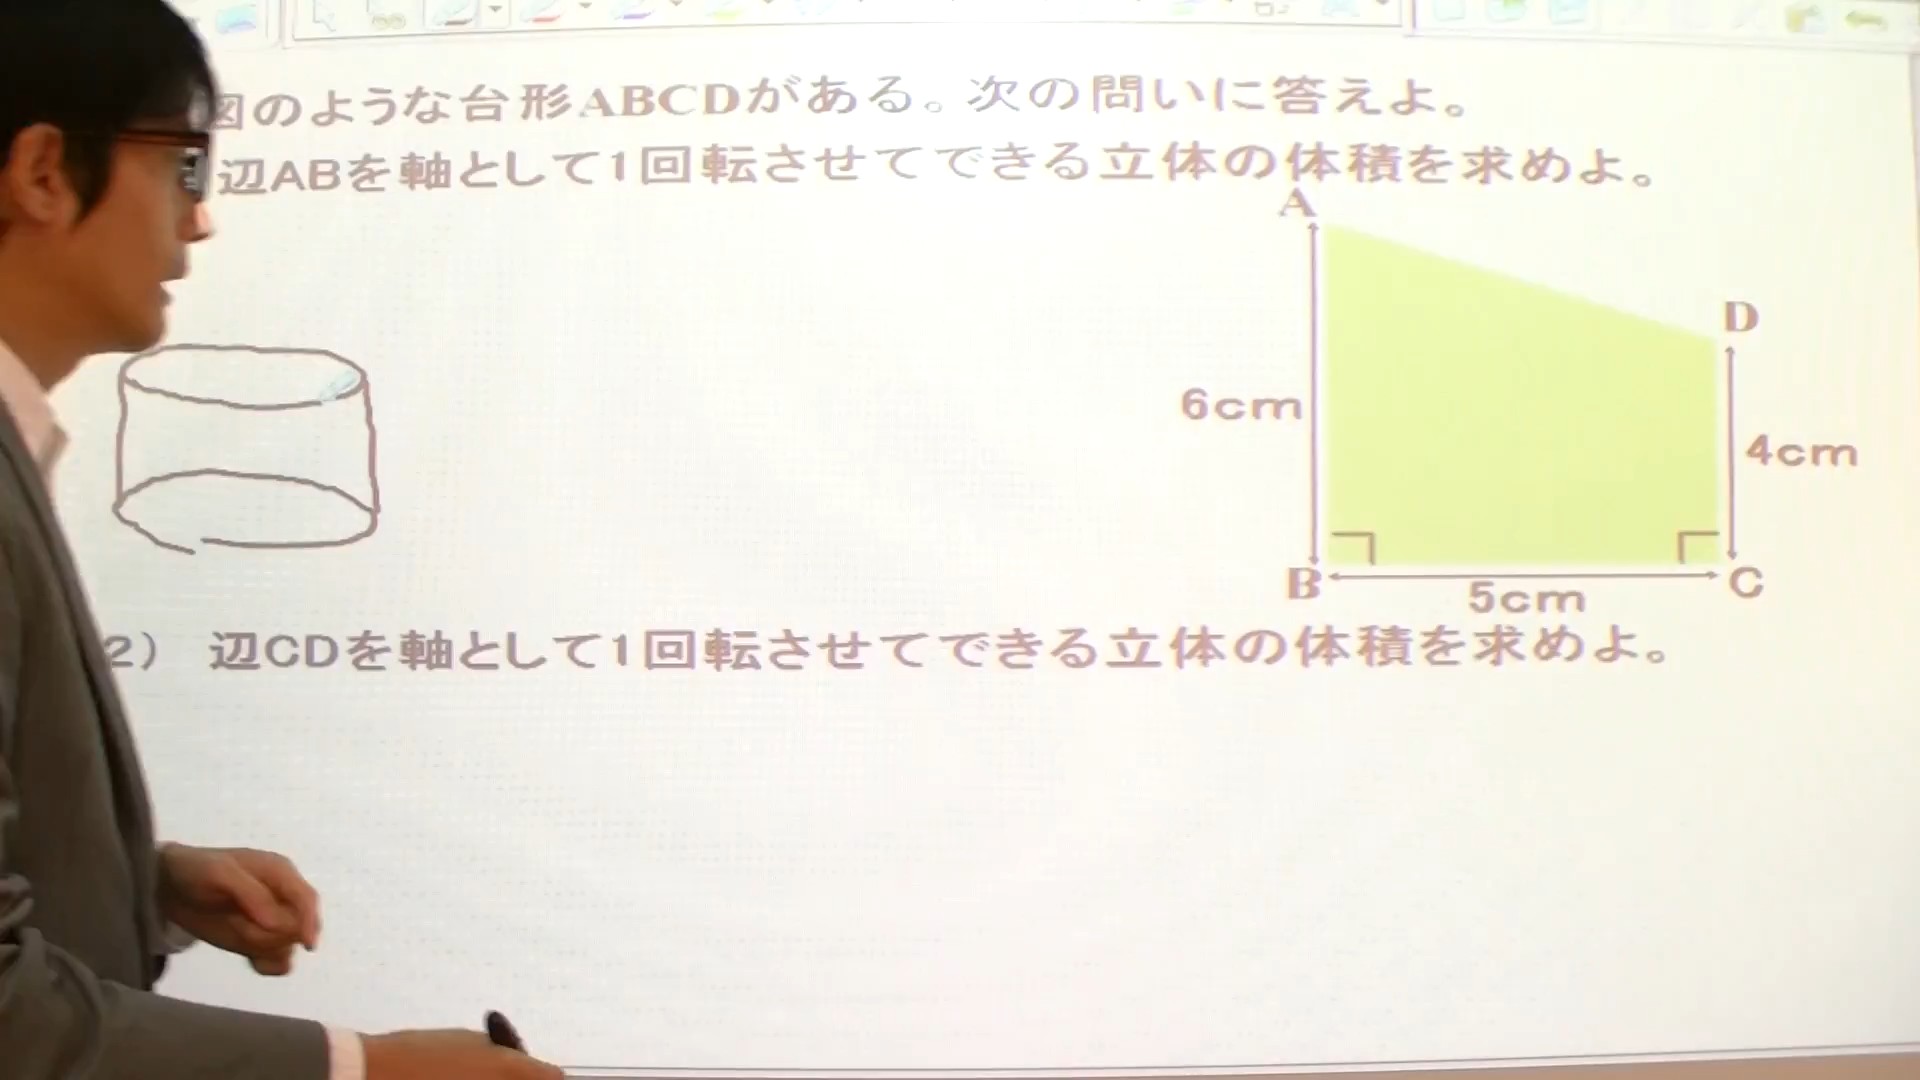 図のような台形ABCDがある。次の問いに答えよ。
辺ABを軸として1回転させてできる立体の体積を求めよ。
A
D
6cm
4cm
B
C
5cm
2) 辺CDを軸として1回転させてできる立体の体積を求めよ。